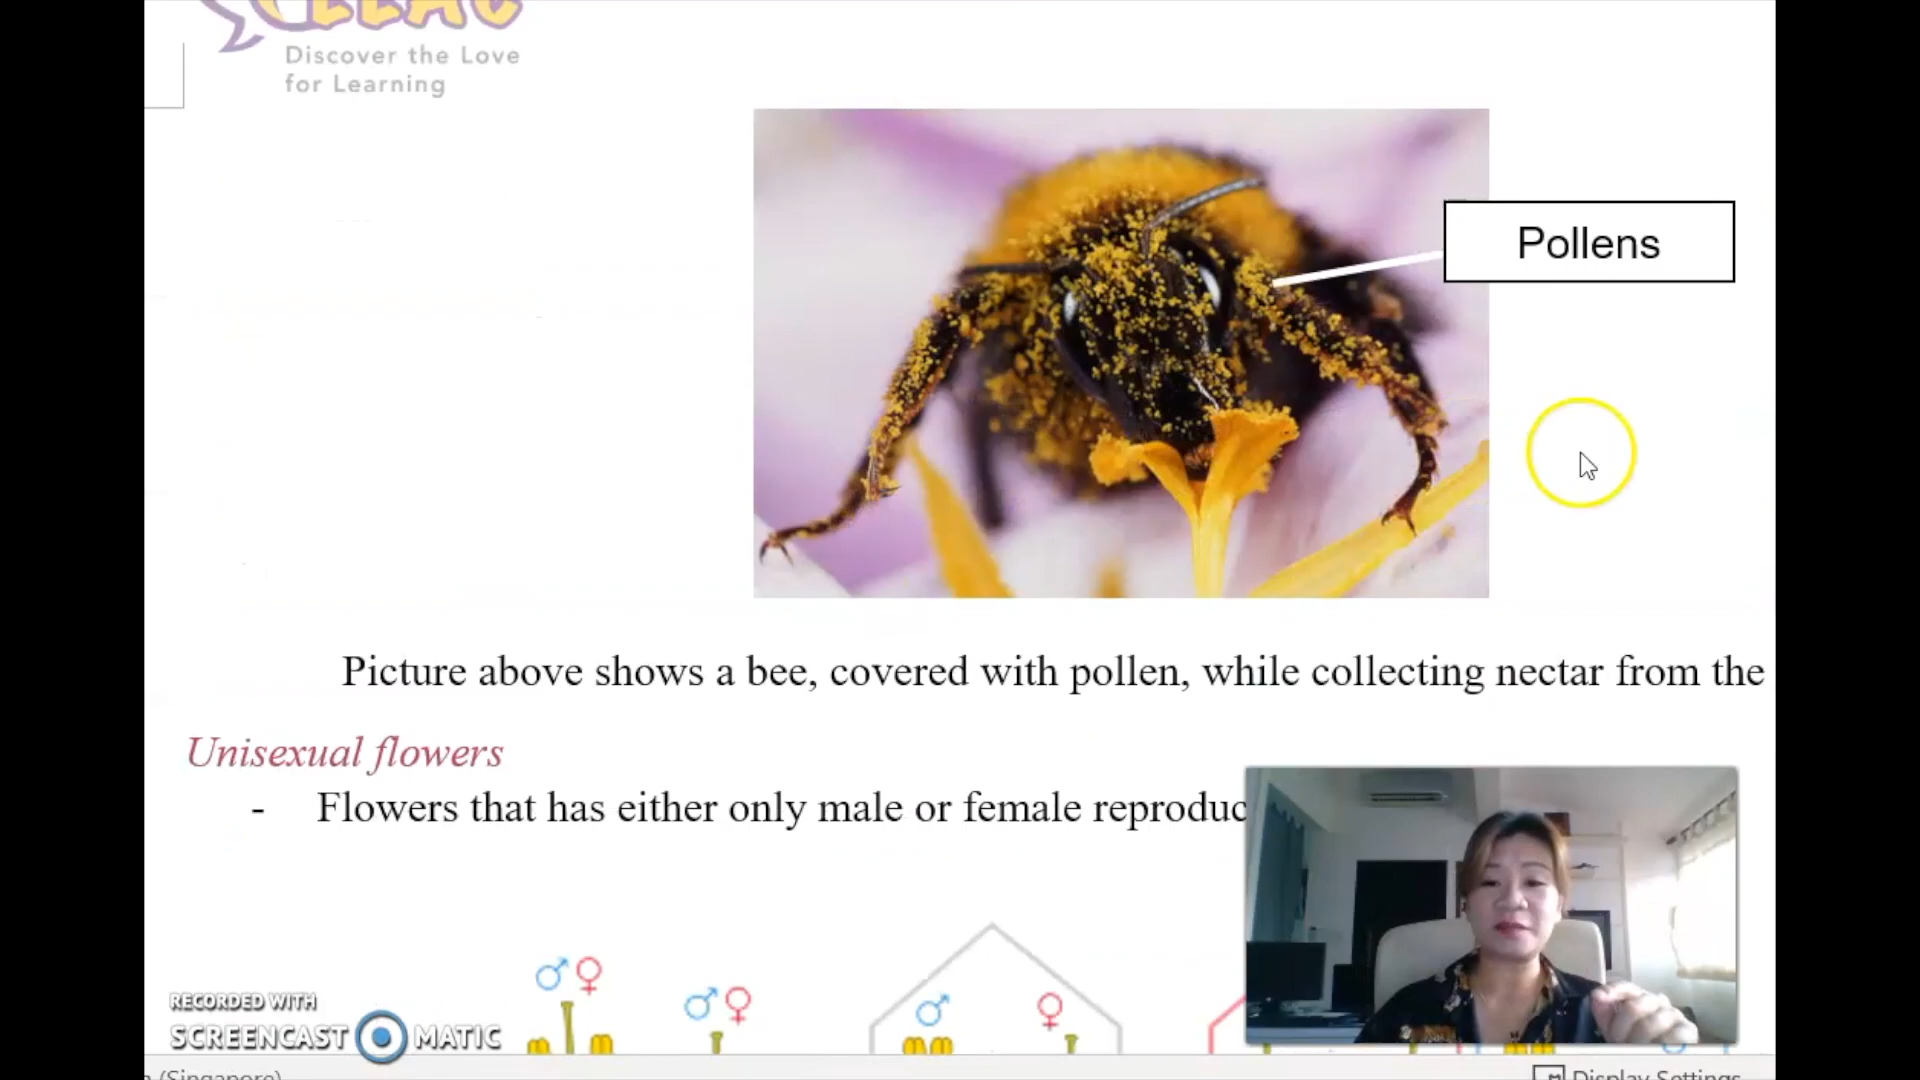 Discover the Love
for Learning
Pollens
Picture above shows a bee, covered with pollen, while collecting nectar from the
Unisexual flowers
- Flowers that has either only male or female reproduc
RECORDED WITH
SCREENCAST MATIC
(Singapore)
Display Settings